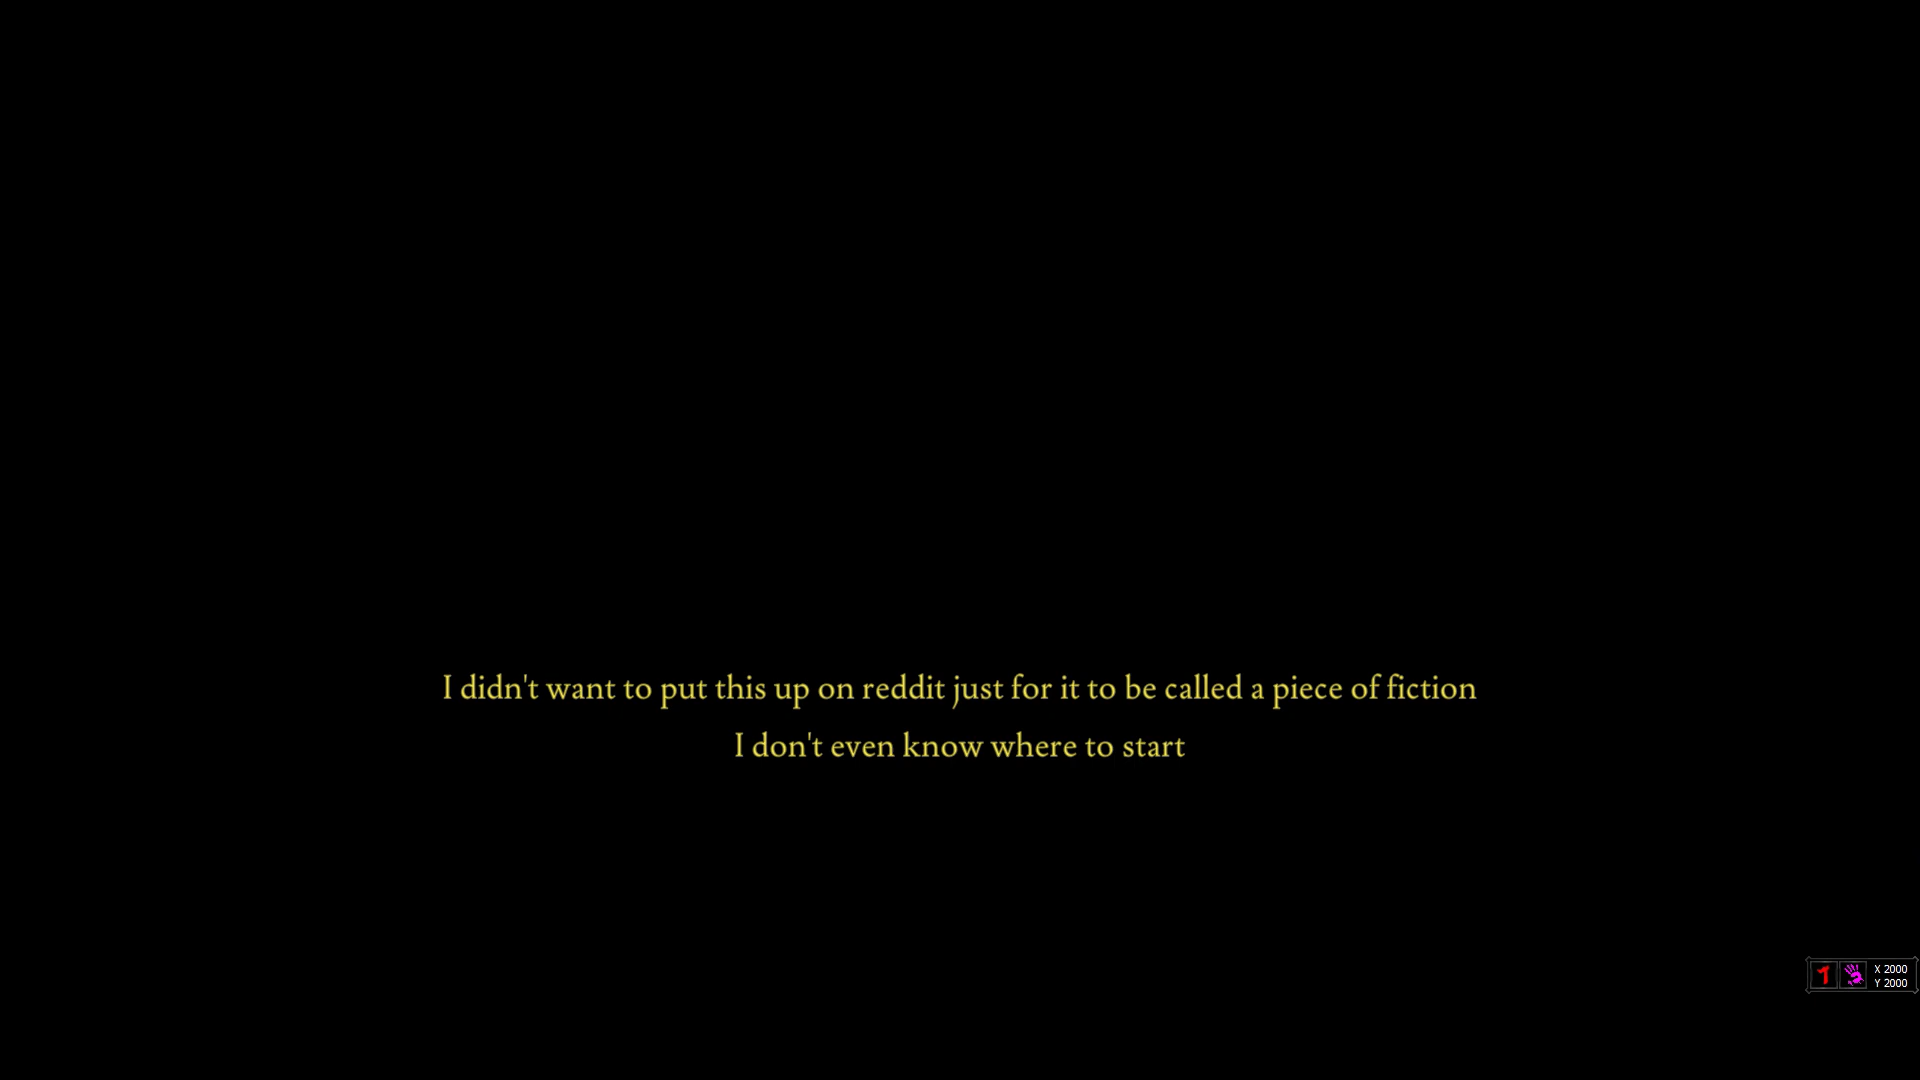 I didn't want to put this up on reddit just for it to be called a piece of fiction
I don't even know where to start
1
X 2000
Y 2000